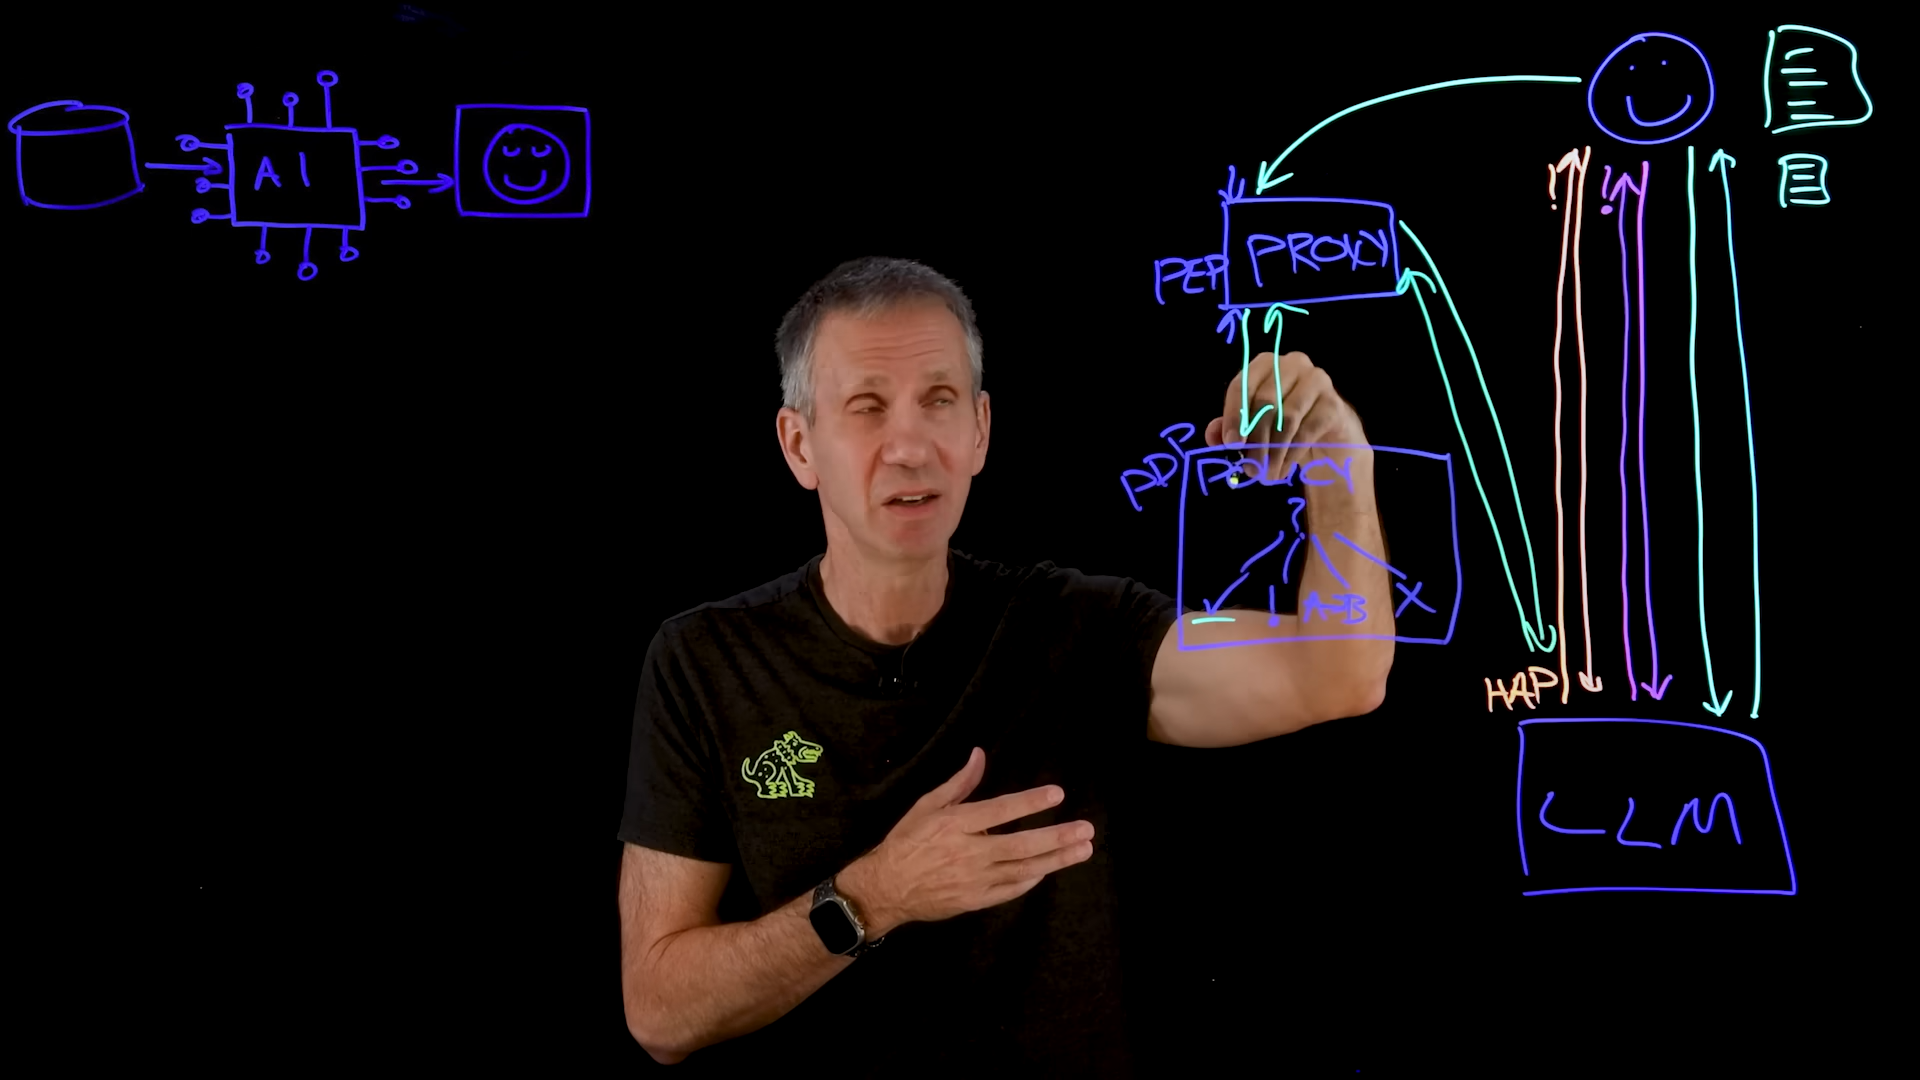 AI
PEP
PROXY
PDP
POLICY
?
! A→B X
HAP
LLM